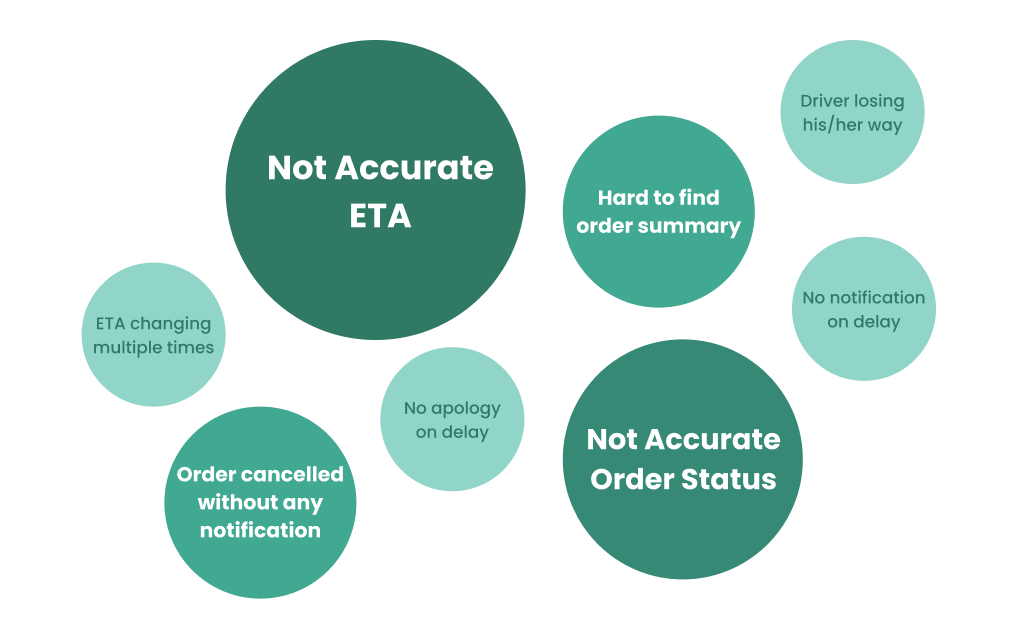 Not Accurate
ETA
Hard to find
order summary
Driver losing
his/her way
No notification
on delay
ETA changing
multiple times
No apology
on delay
Not Accurate
Order Status
Order cancelled
without any
notification